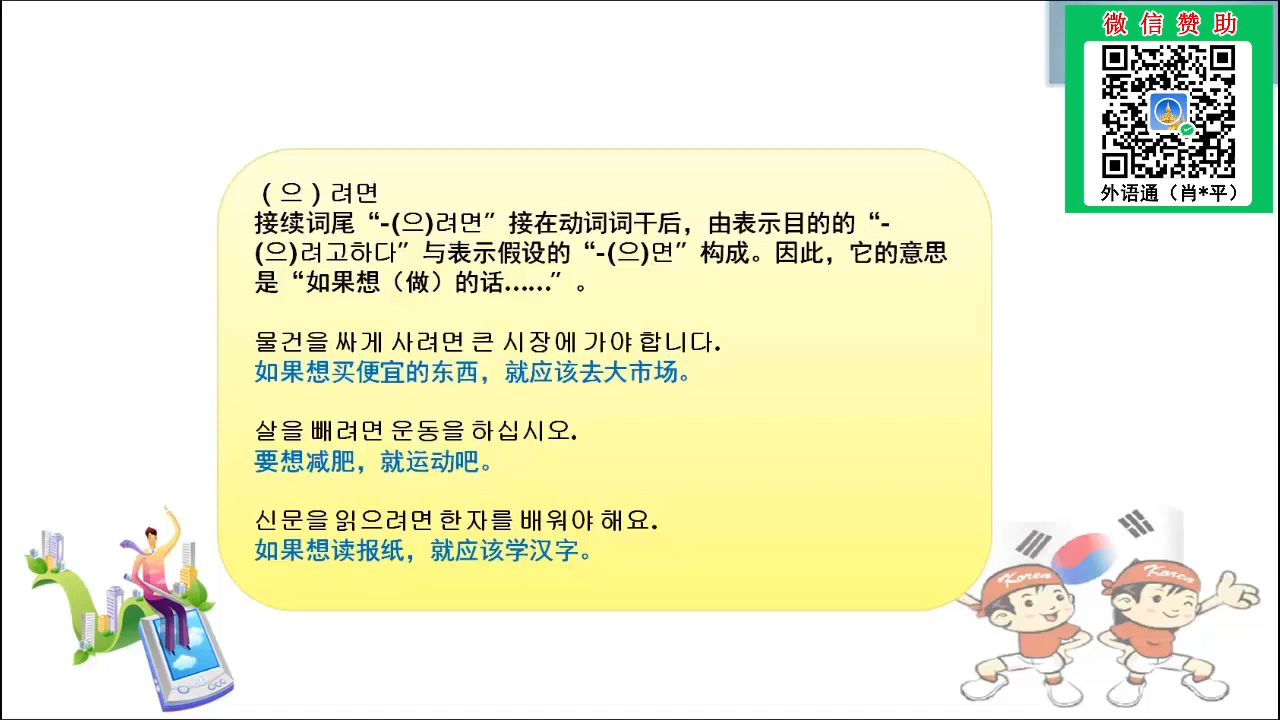 微信赞助
外语通（肖*平）
（으）려면
接续词尾“-(으)려면”接在动词词干后，由表示目的的“-
(으)려고하다”与表示假设的“-(으)면”构成。因此，它的意思
是“如果想（做）的话……”。
물건을 싸게 사려면 큰 시장에 가야 합니다.
如果想买便宜的东西，就应该去大市场。
살을 빼려면 운동을 하십시오.
要想减肥，就运动吧。
신문을 읽으려면 한자를 배워야 해요.
如果想读报纸，就应该学汉字。
Korea
Korea